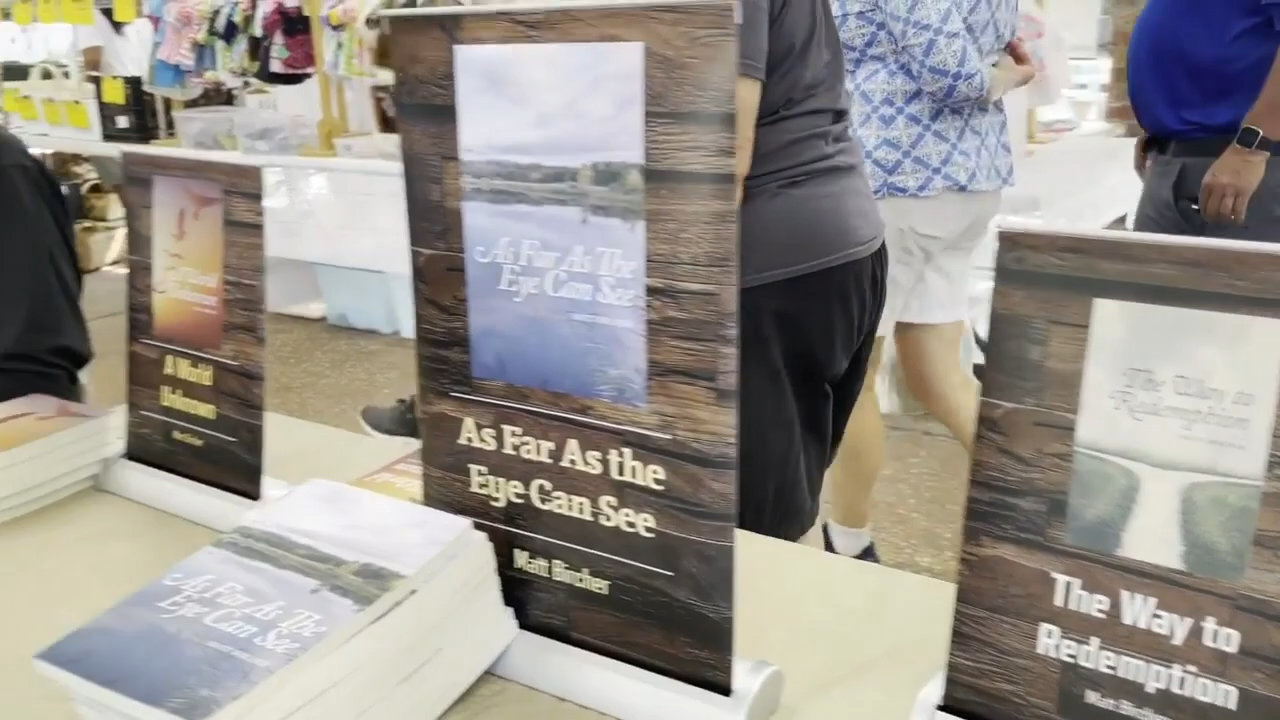 A World
Unknown
As Far As The
Eye Can See
As Far As the
Eye Can See
Matt Bircher
As Far As The
Eye Can See
The Way to
Redemption
The Way to
Redemption
Matt